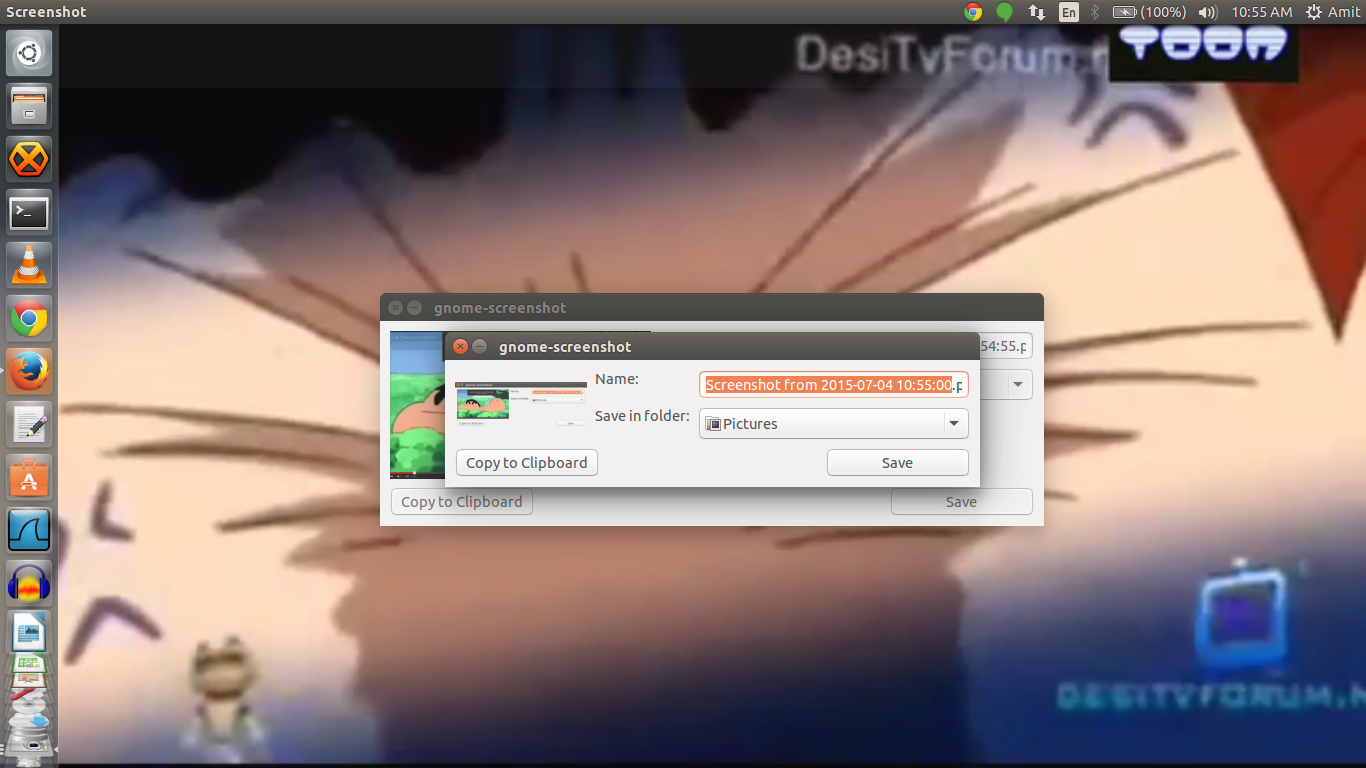 Screenshot
En
(100%)
10:55 AM
Amit
DesiTvForum.n
TOON
gnome-screenshot
54:55.p
gnome-screenshot
Name:
Screenshot from 2015-07-04 10:55:00.p
Save in folder:
Pictures
Copy to Clipboard
Save
Copy to Clipboard
Save
DESITVFORUM.N